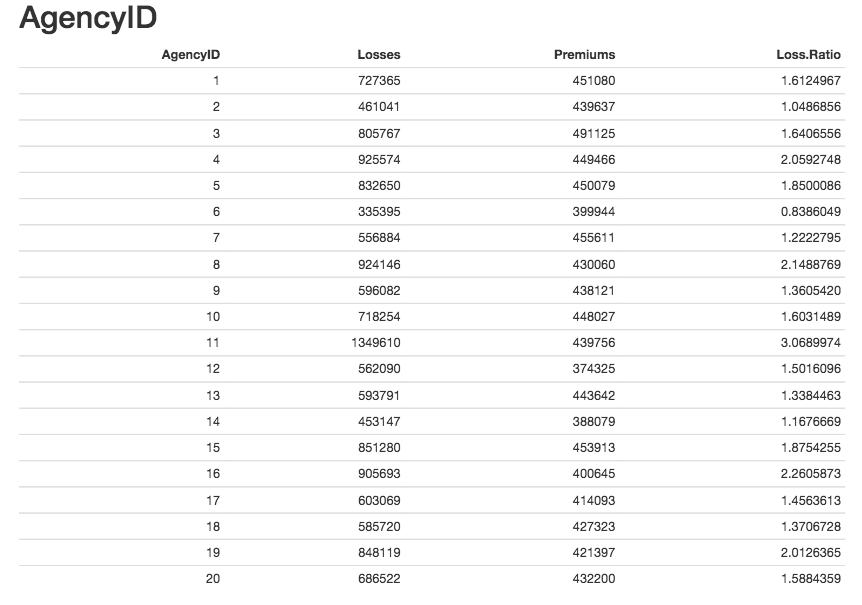 AgencyID
AgencyID Losses Premiums Loss.Ratio
1 727365 451080 1.6124967
2 461041 439637 1.0486856
3 805767 491125 1.6406556
4 925574 449466 2.0592748
5 832650 450079 1.8500086
6 335395 399944 0.8386049
7 556884 455611 1.2222795
8 924146 430060 2.1488769
9 596082 438121 1.3605420
10 718254 448027 1.6031489
11 1349610 439756 3.0689974
12 562090 374325 1.5016096
13 593791 443642 1.3384463
14 453147 388079 1.1676669
15 851280 453913 1.8754255
16 905693 400645 2.2605873
17 603069 414093 1.4563613
18 585720 427323 1.3706728
19 848119 421397 2.0126365
20 686522 432200 1.5884359